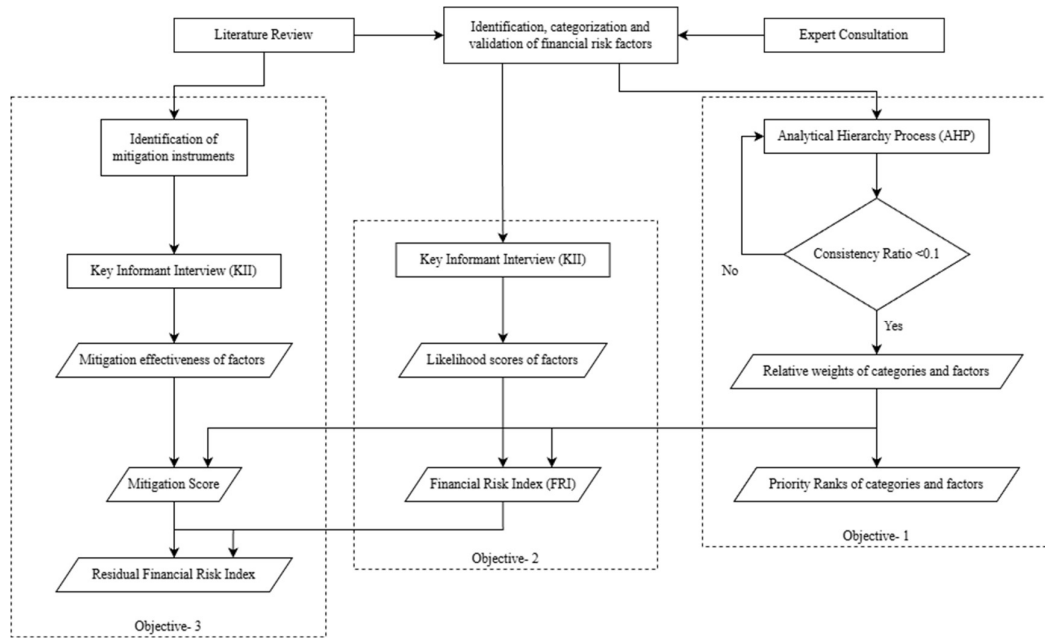 Literature Review
Identification, categorization and
validation of financial risk factors
Expert Consultation
Identification of
mitigation instruments
Analytical Hierarchy Process (AHP)
Key Informant Interview (KII)
Key Informant Interview (KII)
Consistency Ratio <0.1
No
Yes
Mitigation effectiveness of factors
Likelihood scores of factors
Relative weights of categories and factors
Mitigation Score
Financial Risk Index (FRI)
Priority Ranks of categories and factors
Objective- 1
Objective- 2
Residual Financial Risk Index
Objective- 3